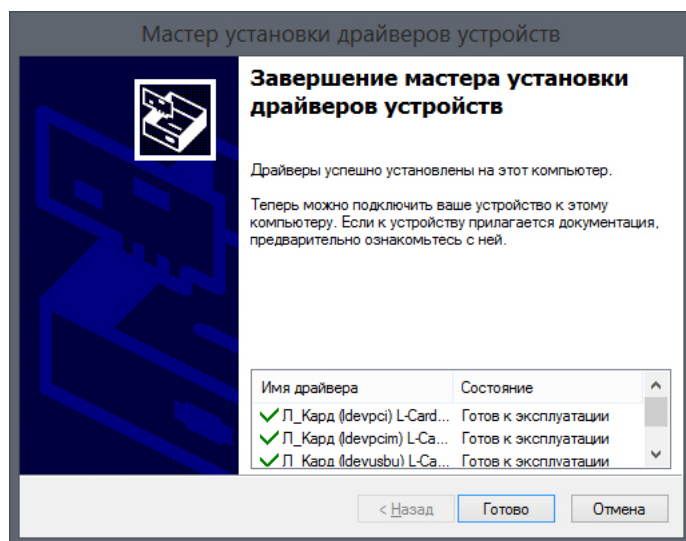 Мастер установки драйверов устройств
Завершение мастера установки
драйверов устройств
Драйверы успешно установлены на этот компьютер.
Теперь можно подключить ваше устройство к этому
компьютеру. Если к устройству прилагается документация,
предварительно ознакомьтесь с ней.
Имя драйвера Состояние
Л_Кард (ldevpci) L-Card... Готов к эксплуатации
Л_Кард (ldevpcim) L-Ca... Готов к эксплуатации
Л_Кард (ldevusbu) L-Ca... Готов к эксплуатации
< Назад Готово Отмена